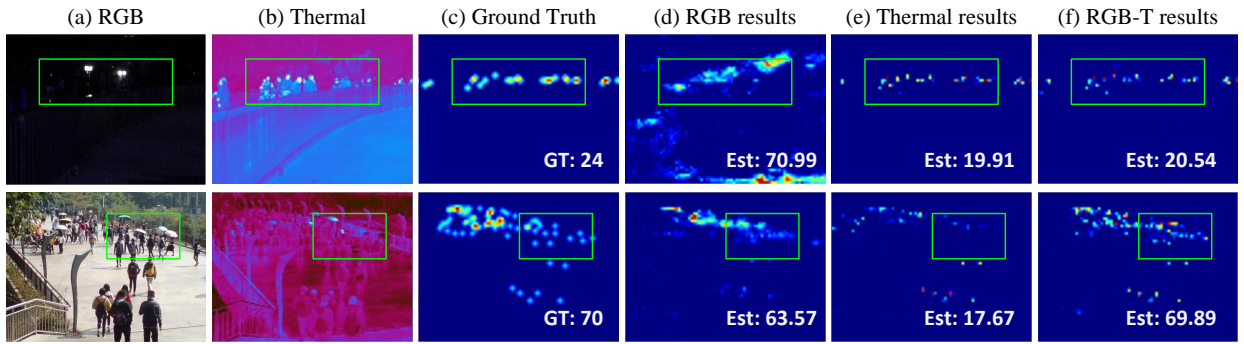 (a) RGB (b) Thermal (c) Ground Truth (d) RGB results (e) Thermal results (f) RGB-T results
GT: 24 Est: 70.99 Est: 19.91 Est: 20.54
GT: 70 Est: 63.57 Est: 17.67 Est: 69.89